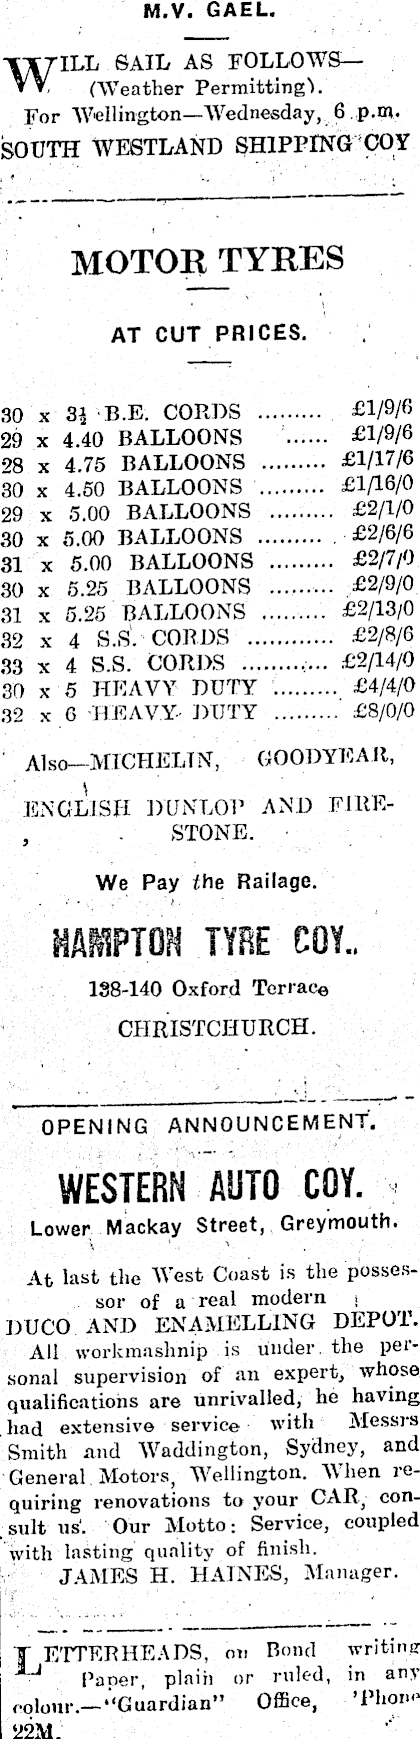 M.V. GAEL.
WILL SAIL AS FOLLOWS—
(Weather Permitting).
For Wellington—Wednesday, 6 p.m.
SOUTH WESTLAND SHIPPING COY
MOTOR TYRES
AT CUT PRICES.
30 x 3½ B.E. CORDS ......... £1/9/6
29 x 4.40 BALLOONS ...... £1/9/6
28 x 4.75 BALLOONS ......... £1/17/6
30 x 4.50 BALLOONS ......... £1/16/0
29 x 5.00 BALLOONS ......... £2/1/0
30 x 5.00 BALLOONS ......... £2/6/6
31 x 5.00 BALLOONS ......... £2/7/0
30 x 5.25 BALLOONS ......... £2/9/0
31 x 5.25 BALLOONS ......... £2/13/0
32 x 4 S.S. CORDS ............ £2/8/6
33 x 4 S.S. CORDS ............ £2/14/0
30 x 5 HEAVY DUTY ......... £4/4/0
32 x 6 HEAVY DUTY ......... £8/0/0
Also—MICHELIN, GOODYEAR,
ENGLISH DUNLOP AND FIRE-
STONE.
We Pay the Railage.
HAMPTON TYRE COY.,
138-140 Oxford Terrace
CHRISTCHURCH.
OPENING ANNOUNCEMENT.
WESTERN AUTO COY.
Lower Mackay Street, Greymouth.
At last the West Coast is the posses-
sor of a real modern
DUCO AND ENAMELLING DEPOT.
All workmashnip is under the per-
sonal supervision of an expert, whose
qualifications are unrivalled, he having
had extensive service with Messrs
Smith and Waddington, Sydney, and
General Motors, Wellington. When re-
quiring renovations to your CAR, con-
sult us. Our Motto: Service, coupled
with lasting quality of finish.
JAMES H. HAINES, Manager.
LETTERHEADS, on Bond writing
Paper, plain or ruled, in any
colour.—"Guardian" Office, 'Phone
22M.